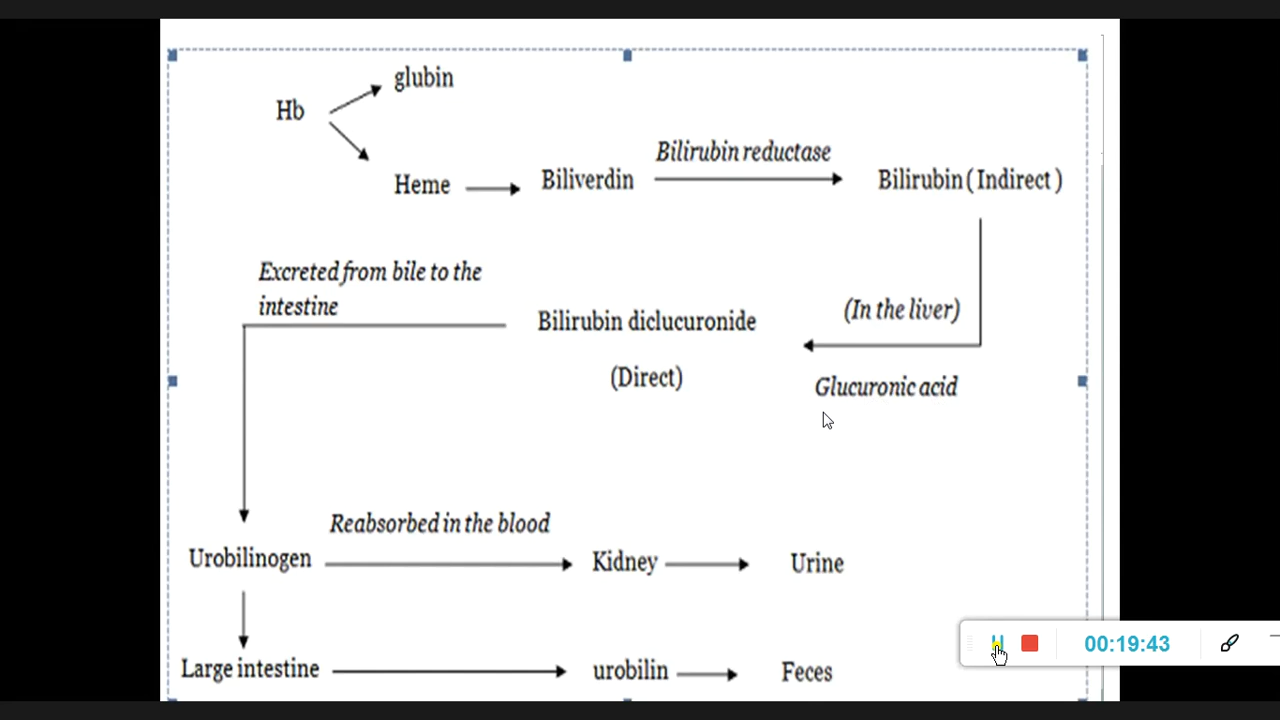 glubin
Hb
Bilirubin reductase
Heme
Biliverdin
Bilirubin ( Indirect )
Excreted from bile to the
intestine
(In the liver)
Bilirubin diclucuronide
(Direct)
Glucuronic acid
Reabsorbed in the blood
Urobilinogen
Kidney
Urine
00:19:43
Large intestine
urobilin
Feces